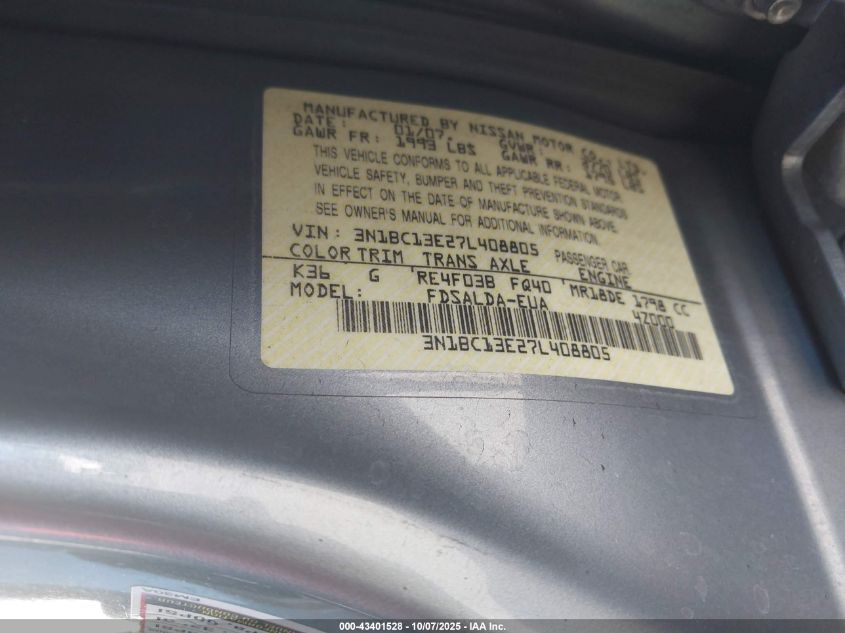 MANUFACTURED BY NISSAN MOTOR CO., LTD.
DATE: 01/07. GVWR:
GAWR FR: 1993 LBS GAWR RR: LBS
THIS VEHICLE CONFORMS TO ALL APPLICABLE FEDERAL MOTOR
VEHICLE SAFETY, BUMPER AND THEFT PREVENTION STANDARDS
IN EFFECT ON THE DATE OF MANUFACTURE SHOWN ABOVE.
SEE OWNER'S MANUAL FOR ADDITIONAL INFORMATION.
VIN: 3N1BC13E27L408805 PASSENGER CAR
COLOR TRIM TRANS AXLE ENGINE
K36 G RE4F03B FQ40 MR18DE 1798 CC
MODEL: FDSALDA-EUA 4Z000
3N1BC13E27L408805
000-43401528 | 10/07/2025 | IAA Inc.